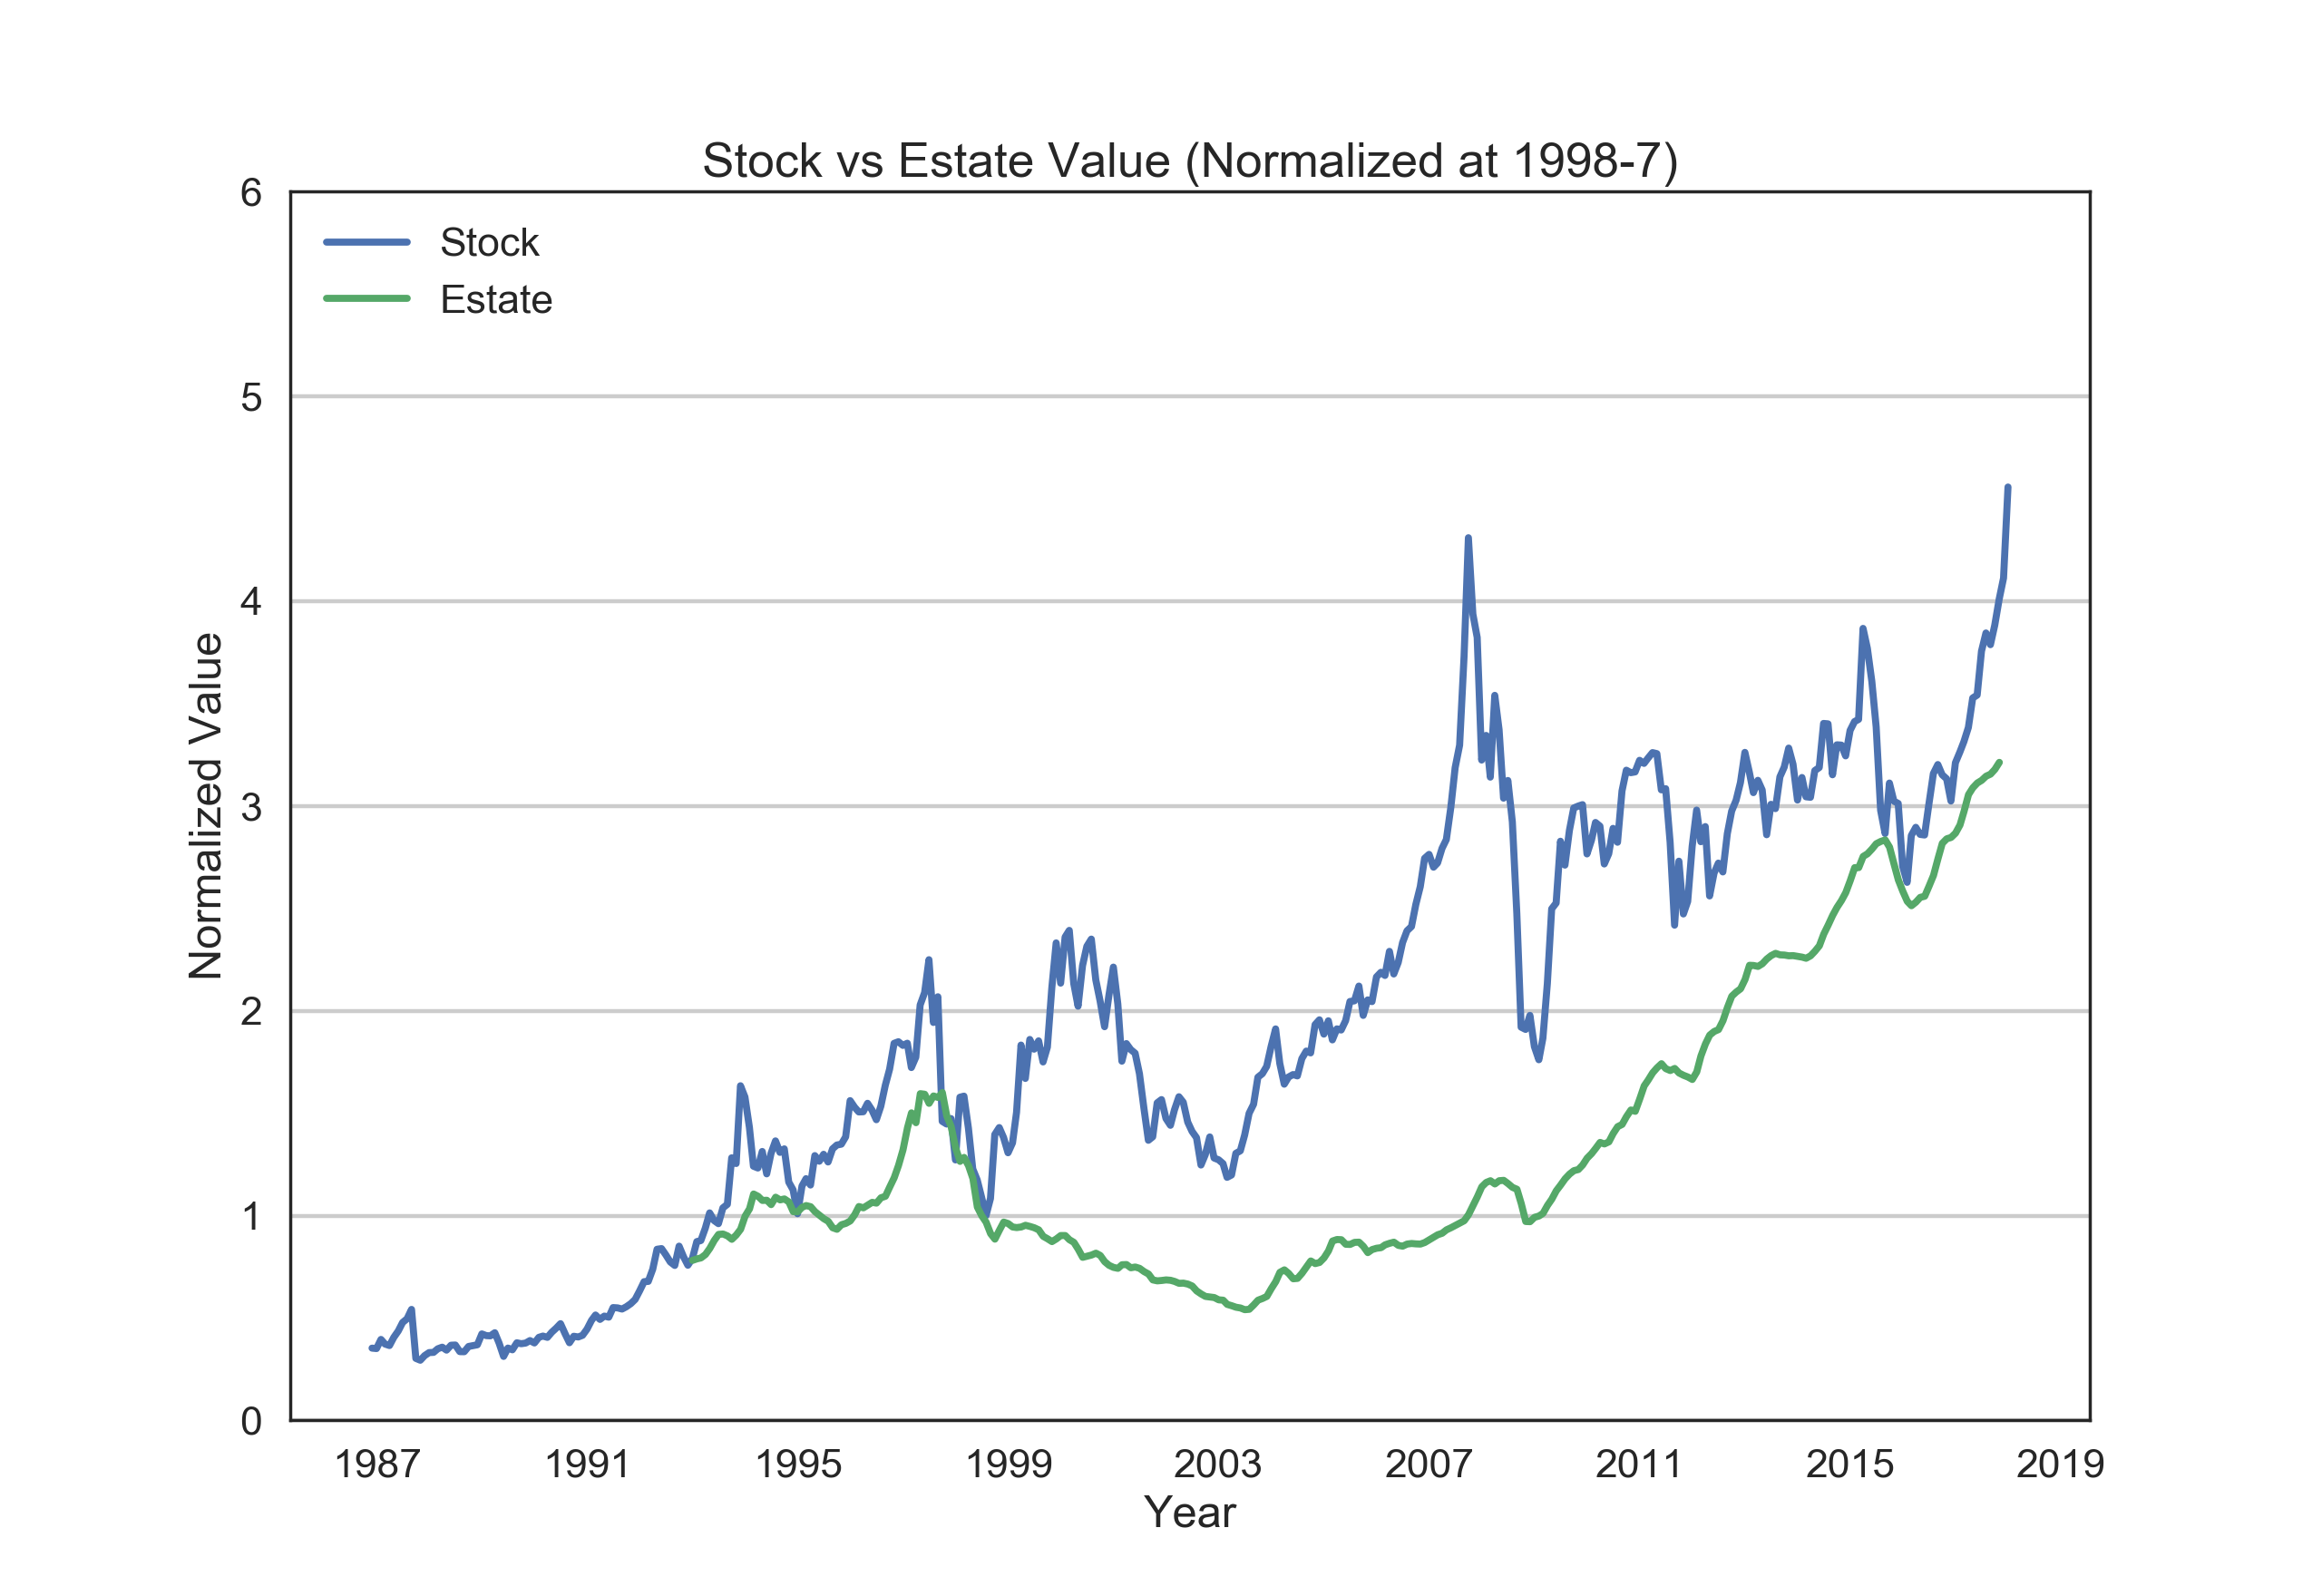 Stock vs Estate Value (Normalized at 1998-7)
6
Stock
Estate
5
4
3
2
1
0
Normalized Value
1987 1991 1995 1999 2003 2007 2011 2015 2019
Year